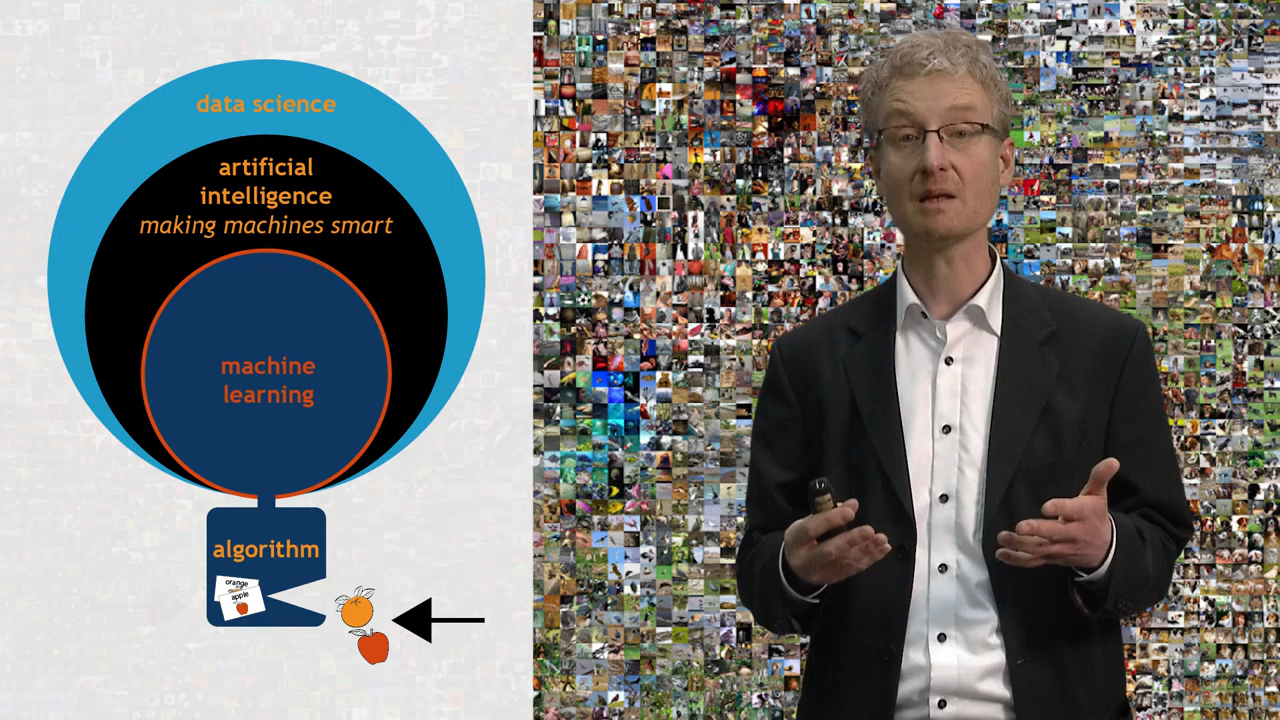 data science
artificial
intelligence
making machines smart
machine
learning
algorithm
orange
apple